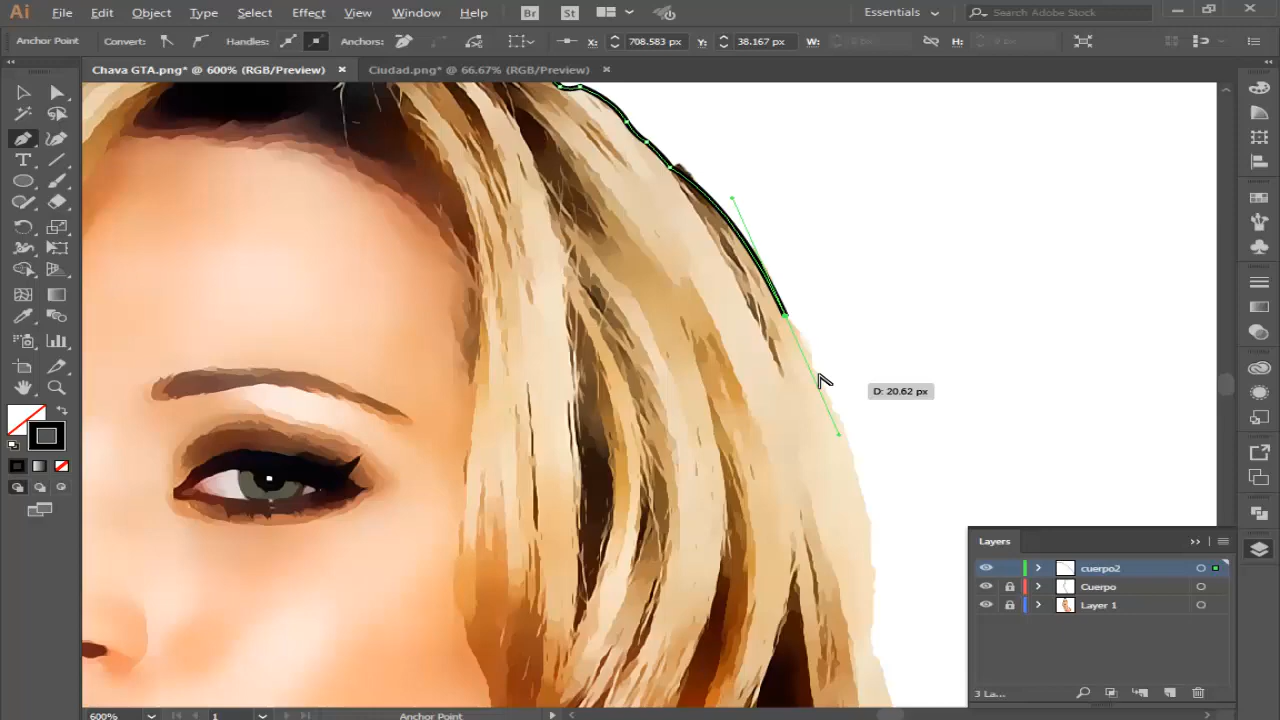 Ai File Edit Object Type Select Effect View Window Help Br St Essentials Search Adobe Stock
Anchor Point Convert: Handles: Anchors: X: 708.583 px Y: 38.167 px W: H:
Chava GTA.png* @ 600% (RGB/Preview) × Ciudad.png* @ 66.67% (RGB/Preview) ×
D: 20.62 px
Layers
cuerpo2
Cuerpo
Layer 1
3 La...
600% 1 Anchor Point